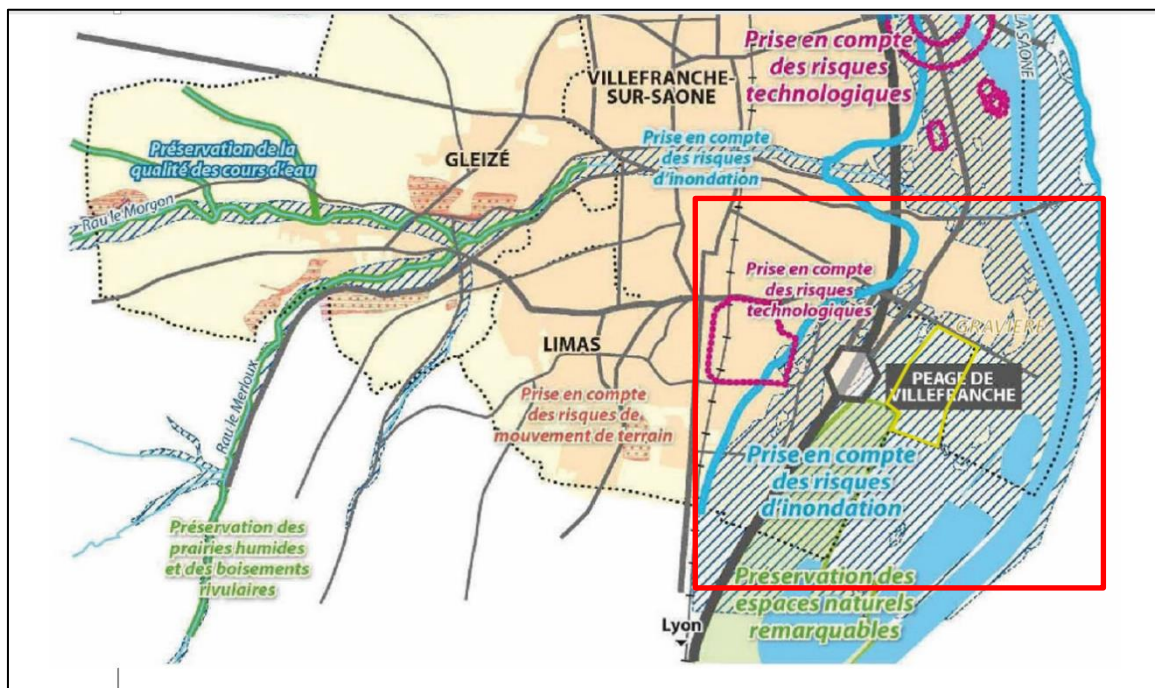 Prise en compte
des risques
technologiques
LA SAONE
VILLEFRANCHE-
SUR-SAONE
Préservation de la
qualité des cours d'eau
GLEIZÉ
Prise en compte
des risques
d'inondation
Rau le Morgon
Prise en compte
des risques
technologiques
GRAVIERE
LIMAS
PEAGE DE
VILLEFRANCHE
Rau le Merloux
Prise en compte
des risques de
mouvement de terrain
Prise en compte
des risques
d'inondation
Préservation des
prairies humides
et des boisements
rivulaires
Préservation des
espaces naturels
remarquables
Lyon